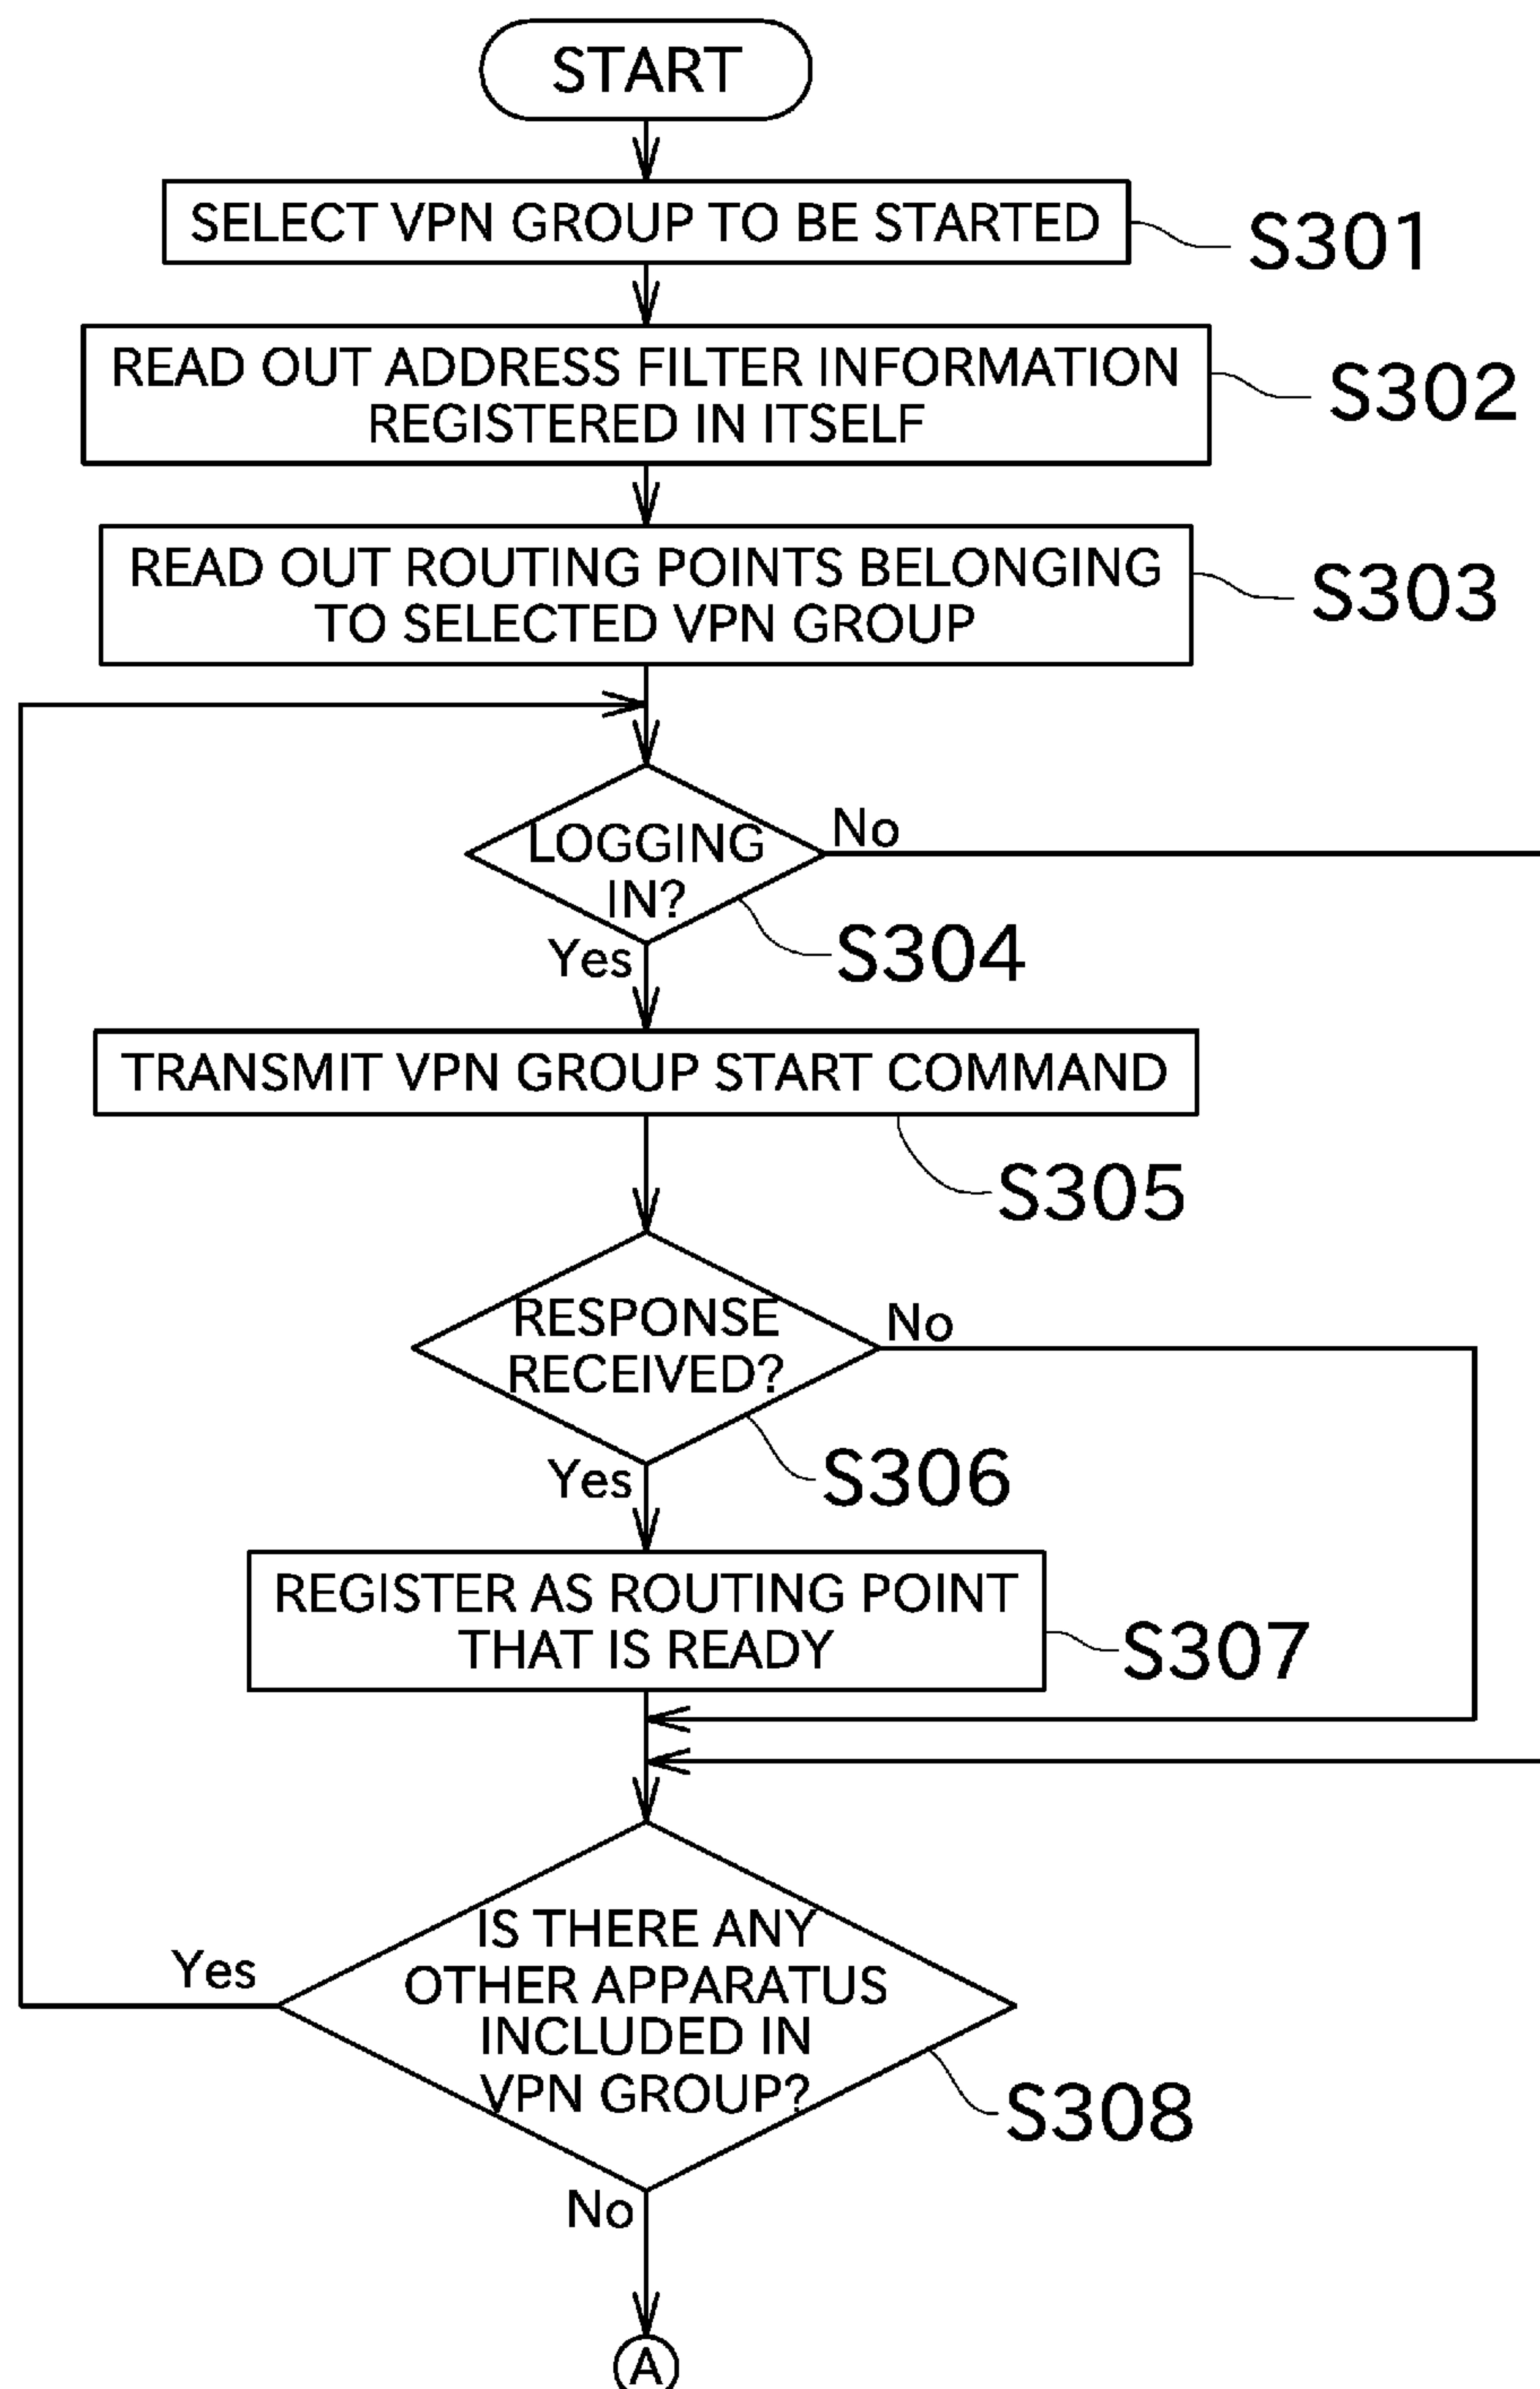 START
SELECT VPN GROUP TO BE STARTED
S301
READ OUT ADDRESS FILTER INFORMATION
REGISTERED IN ITSELF
S302
READ OUT ROUTING POINTS BELONGING
TO SELECTED VPN GROUP
S303
LOGGING
IN?
No
Yes
S304
TRANSMIT VPN GROUP START COMMAND
S305
RESPONSE
RECEIVED?
No
Yes
S306
REGISTER AS ROUTING POINT
THAT IS READY
S307
IS THERE ANY
OTHER APPARATUS
INCLUDED IN
VPN GROUP?
Yes
S308
No
A